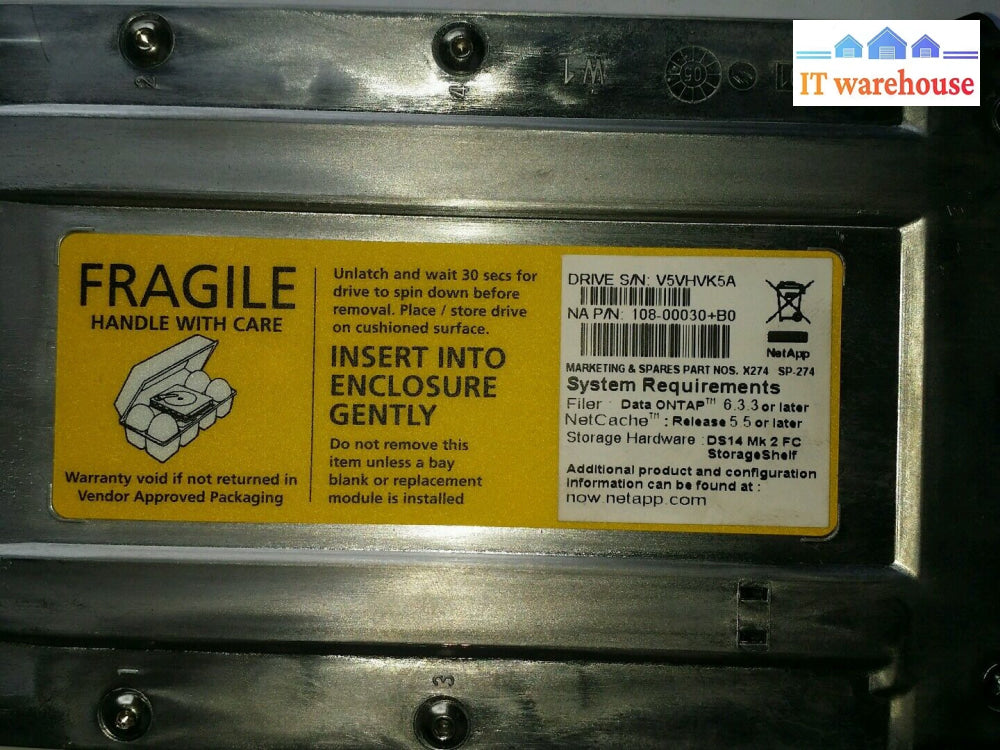 IT warehouse
2
4
W1
05
FRAGILE
HANDLE WITH CARE
Warranty void if not returned in
Vendor Approved Packaging
Unlatch and wait 30 secs for
drive to spin down before
removal. Place / store drive
on cushioned surface.
INSERT INTO
ENCLOSURE
GENTLY
Do not remove this
item unless a bay
blank or replacement
module is installed
DRIVE S/N: V5VHVK5A
NA P/N: 108-00030+B0
NetApp
MARKETING & SPARES PART NOS. X274 SP-274
System Requirements
Filer : Data ONTAP™ 6.3.3 or later
NetCache™ : Release 5.5 or later
Storage Hardware : DS14 Mk 2 FC
StorageShelf
Additional product and configuration
information can be found at :
now.netapp.com
1
3